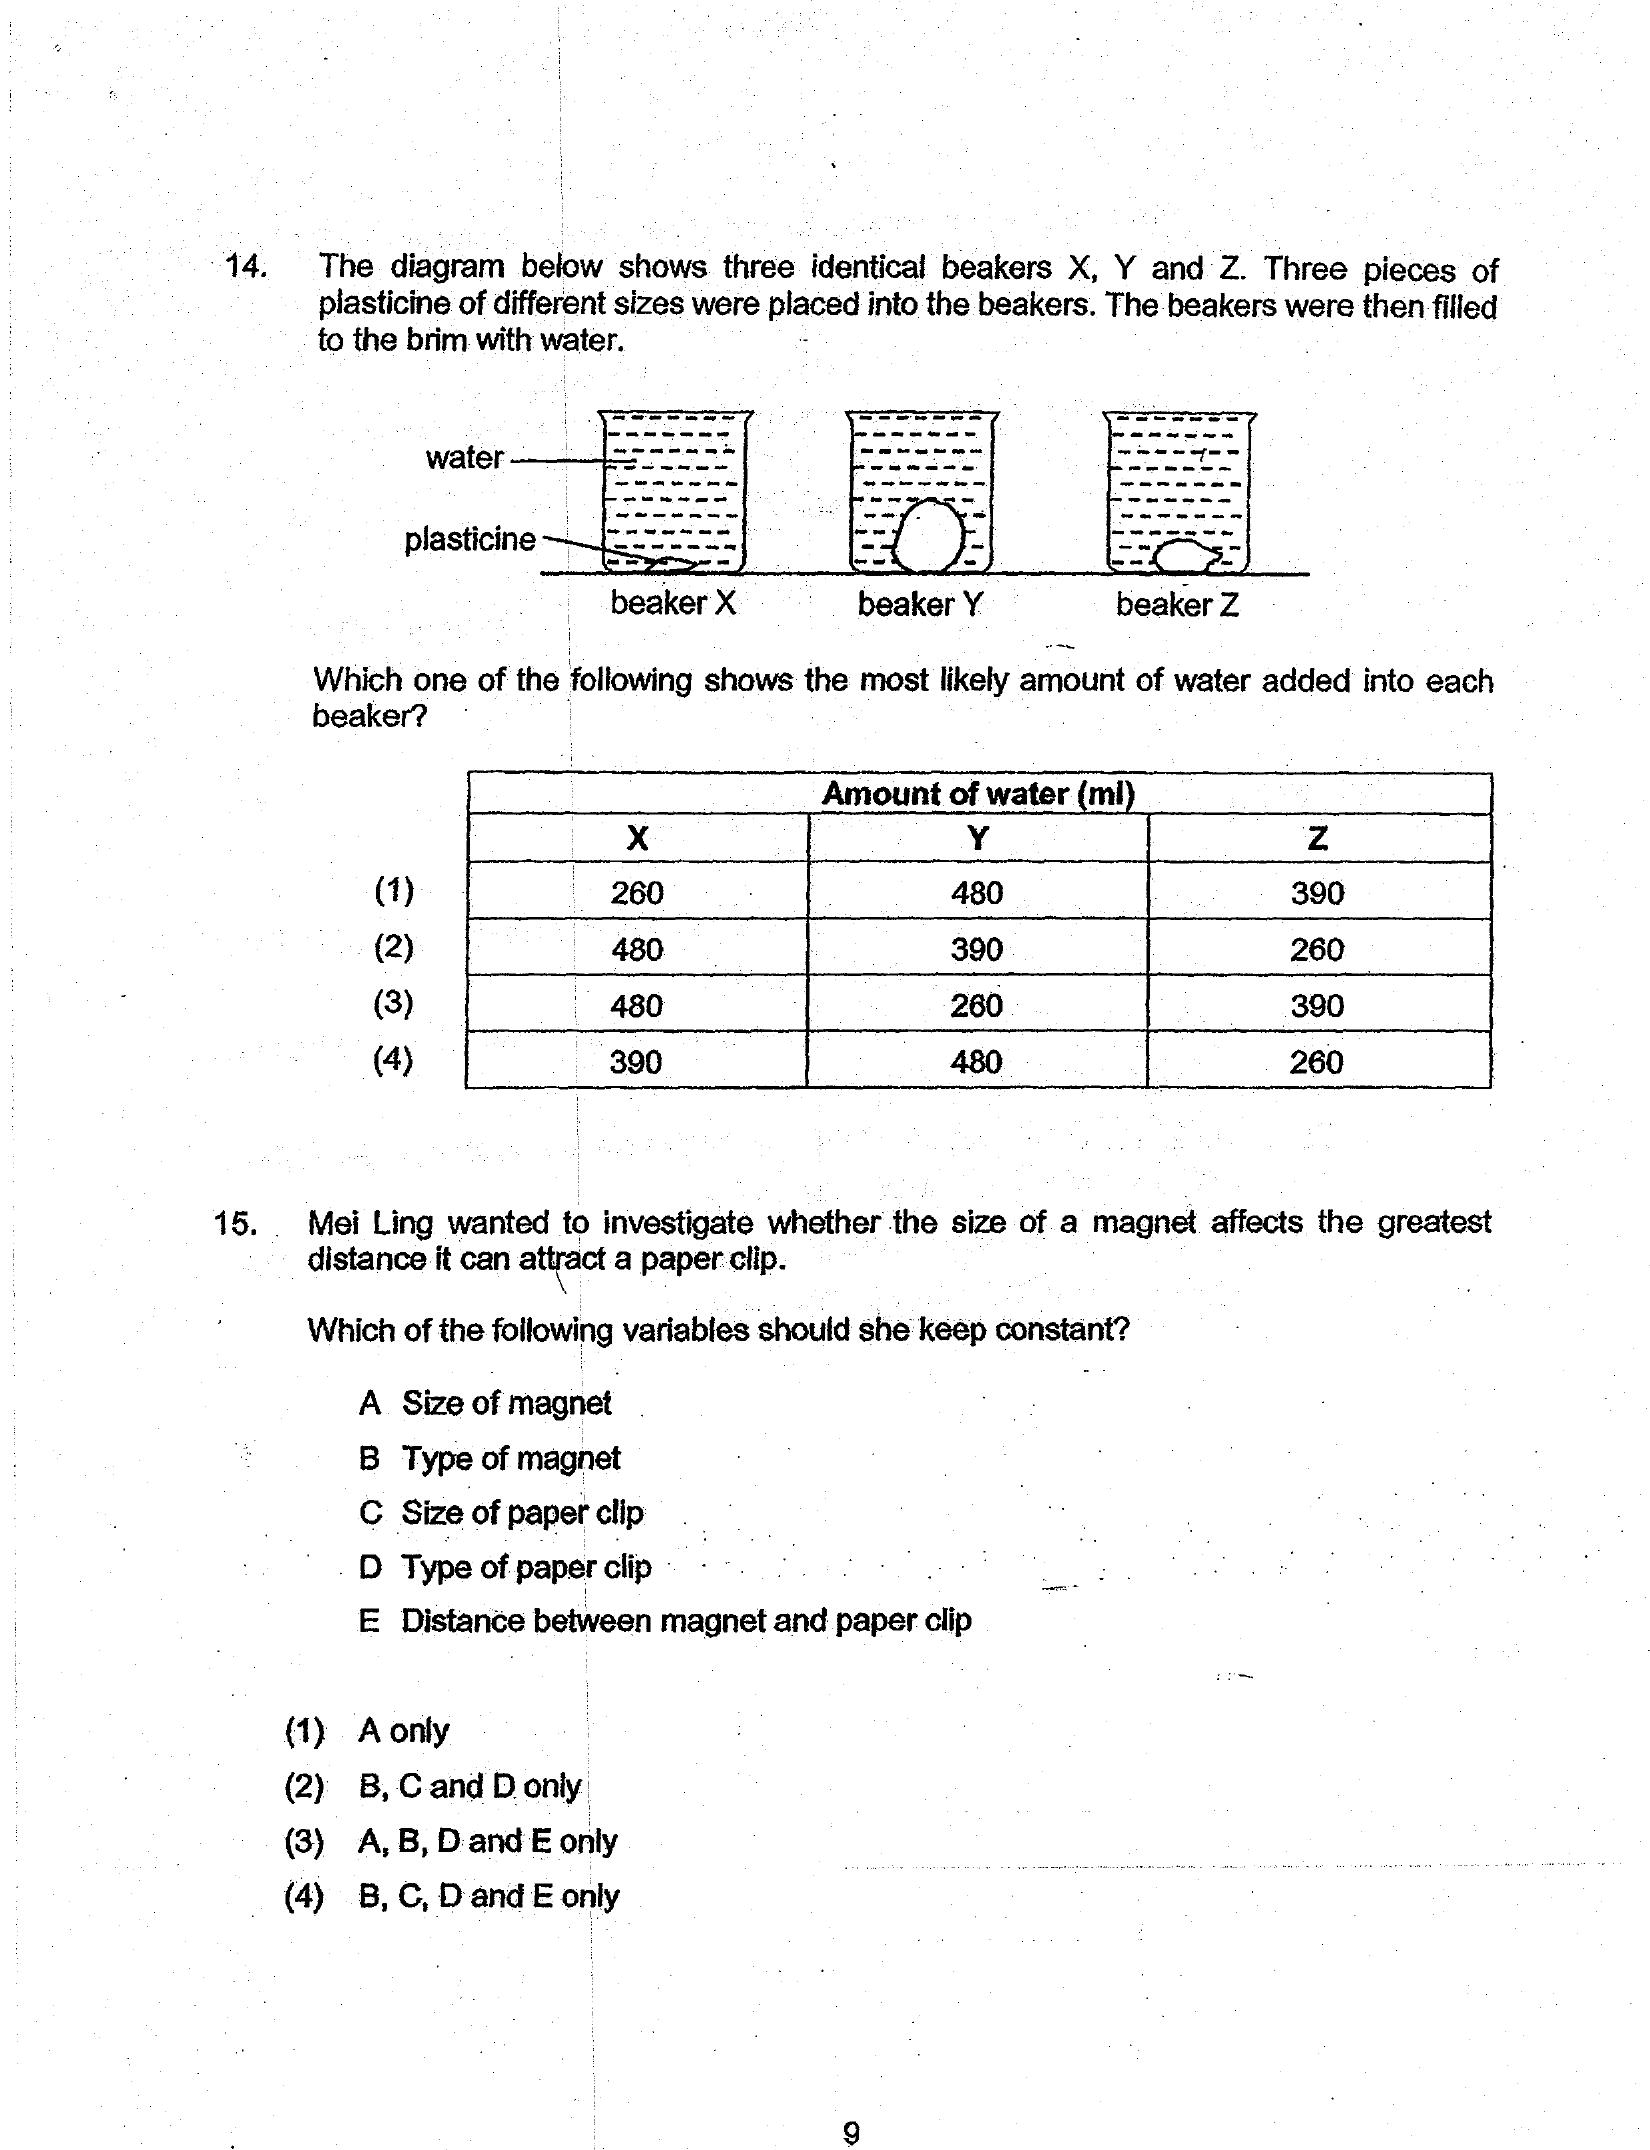 14. The diagram below shows three identical beakers X, Y and Z. Three pieces of
plasticine of different sizes were placed into the beakers. The beakers were then filled
to the brim with water.
water
plasticine
beaker X beaker Y beaker Z
Which one of the following shows the most likely amount of water added into each
beaker?
Amount of water (ml)
X Y Z
(1) 260 480 390
(2) 480 390 260
(3) 480 260 390
(4) 390 480 260
15. Mei Ling wanted to investigate whether the size of a magnet affects the greatest
distance it can attract a paper clip.
Which of the following variables should she keep constant?
A Size of magnet
B Type of magnet
C Size of paper clip
D Type of paper clip
E Distance between magnet and paper clip
(1) A only
(2) B, C and D only
(3) A, B, D and E only
(4) B, C, D and E only
9